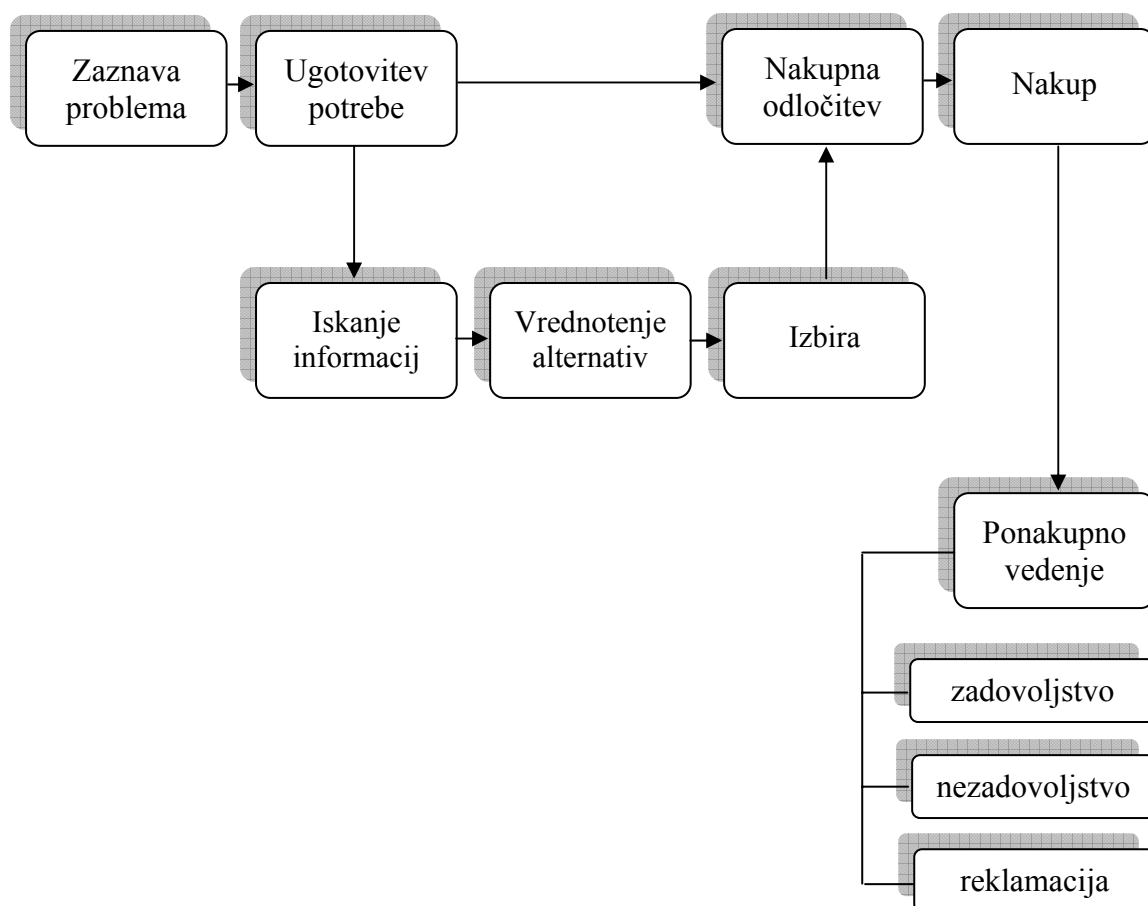 Zaznava
problema
Ugotovitev
potrebe
Nakupna
odločitev
Nakup
Iskanje
informacij
Vrednotenje
alternativ
Izbira
Ponakupno
vedenje
zadovoljstvo
nezadovoljstvo
reklamacija